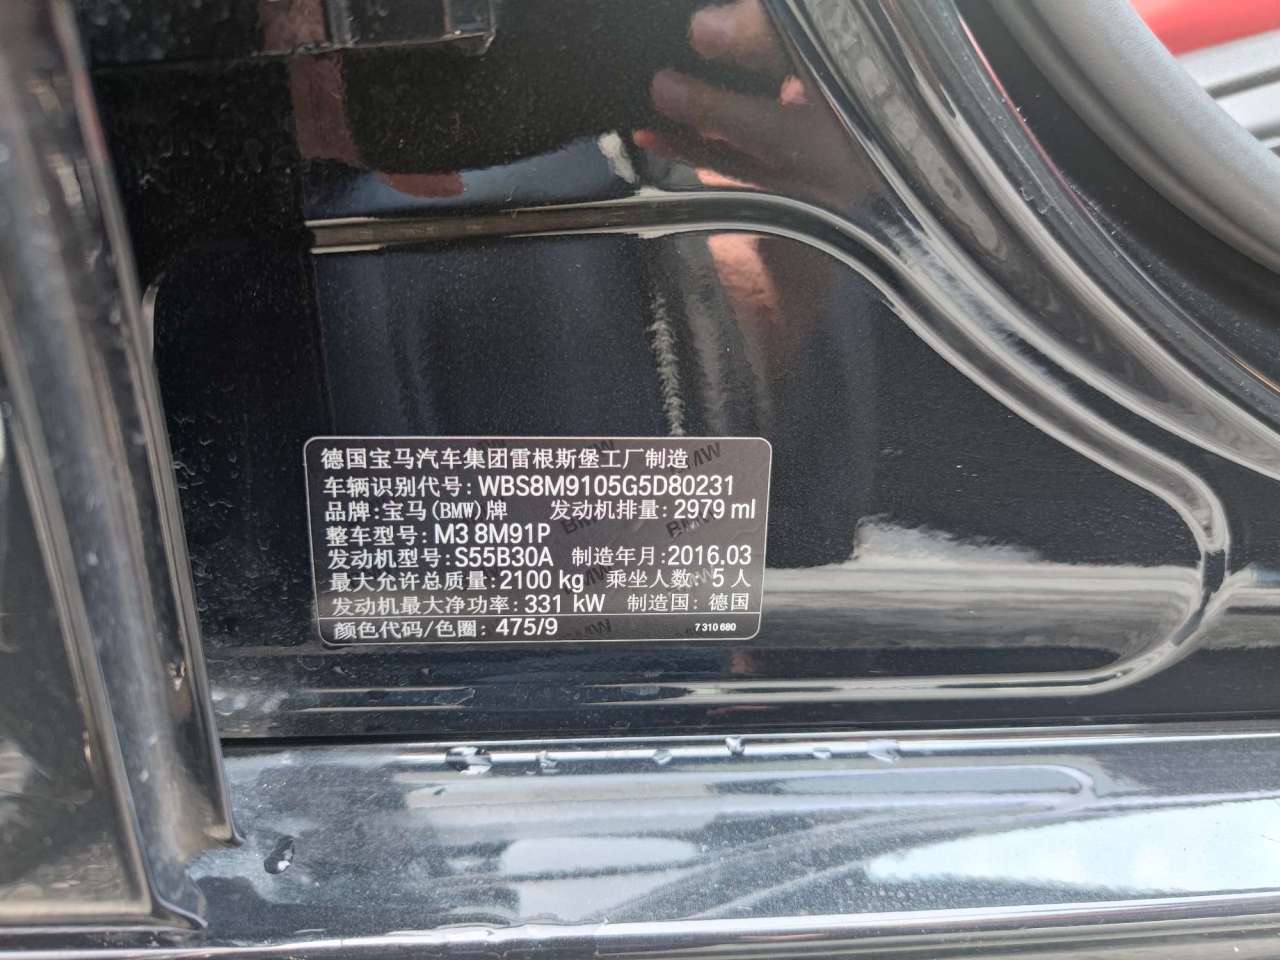 德国宝马汽车集团雷根斯堡工厂制造
车辆识别代号: WBS8M9105G5D80231
品牌: 宝马(BMW)牌 发动机排量: 2979 ml
整车型号: M3 8M91P
发动机型号: S55B30A 制造年月: 2016.03
最大允许总质量: 2100 kg 乘坐人数: 5 人
发动机最大净功率: 331 kW 制造国: 德国
颜色代码/色圈: 475/9 7 310 680